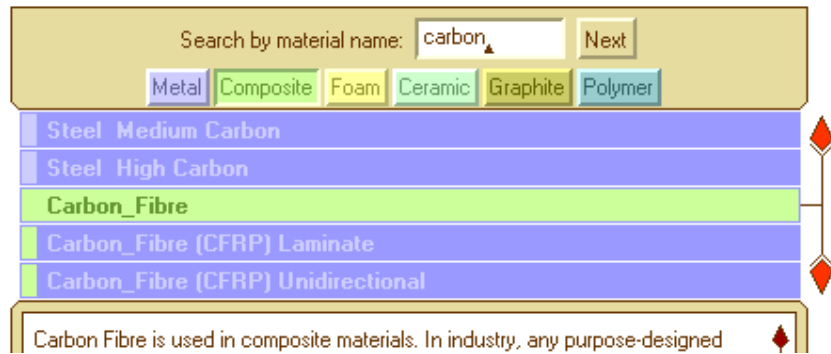 Search by material name: carbon Next
Metal Composite Foam Ceramic Graphite Polymer
Steel Medium Carbon
Steel High Carbon
Carbon_Fibre
Carbon_Fibre (CFRP) Laminate
Carbon_Fibre (CFRP) Unidirectional
Carbon Fibre is used in composite materials. In industry, any purpose-designed